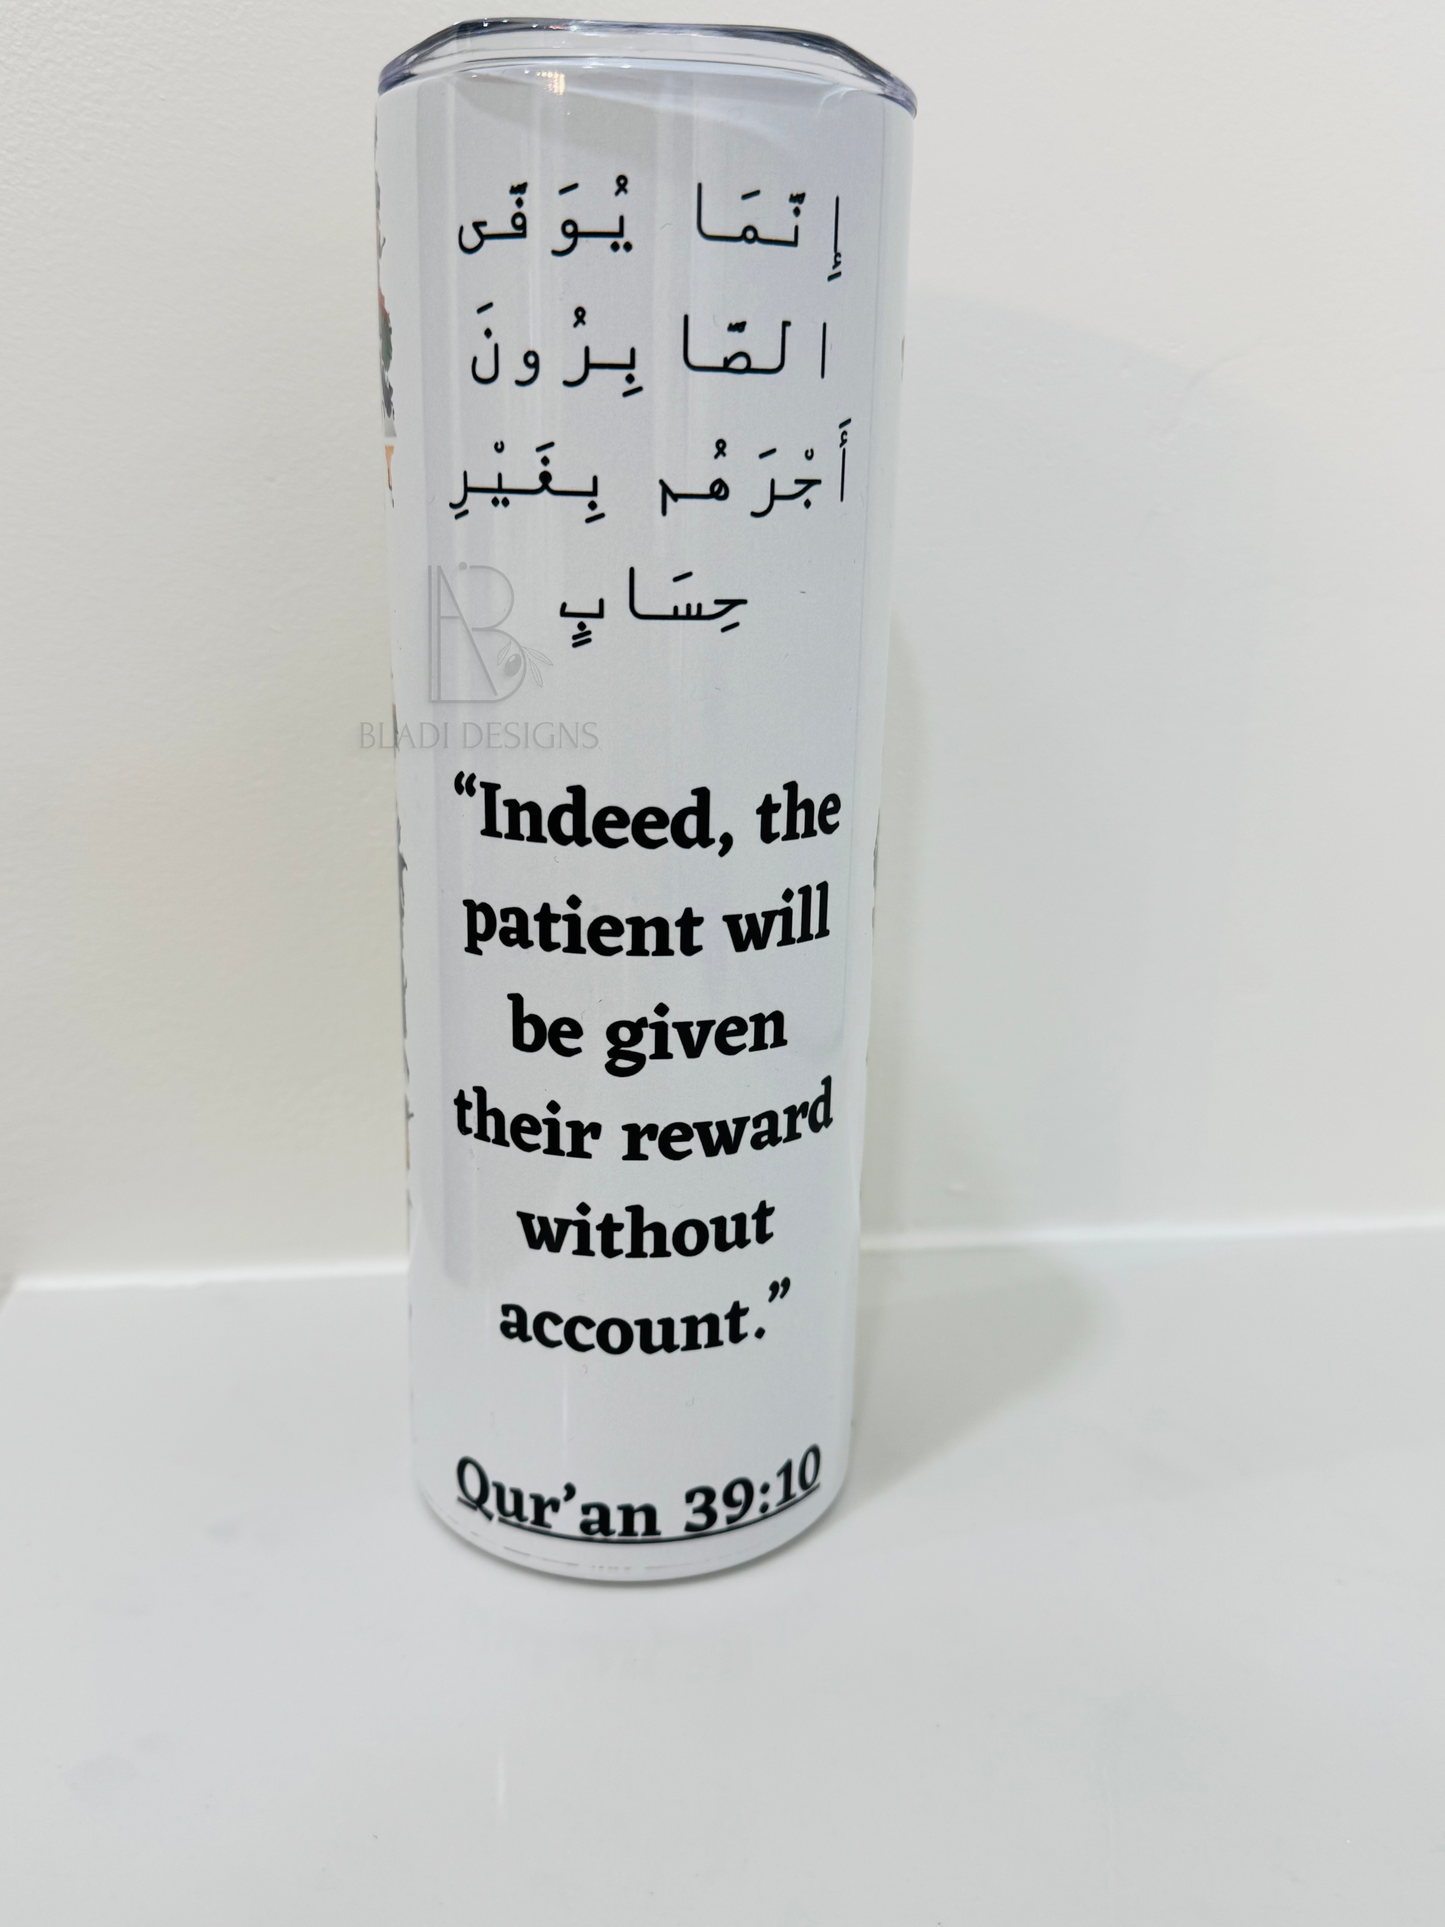 إِنَّمَا يُوَفَّى
الصَّابِرُونَ
أَجْرَهُم بِغَيْرِ
حِسَابٍ
BLADI DESIGNS
“Indeed, the
patient will
be given
their reward
without
account.”
Qur’an 39:10